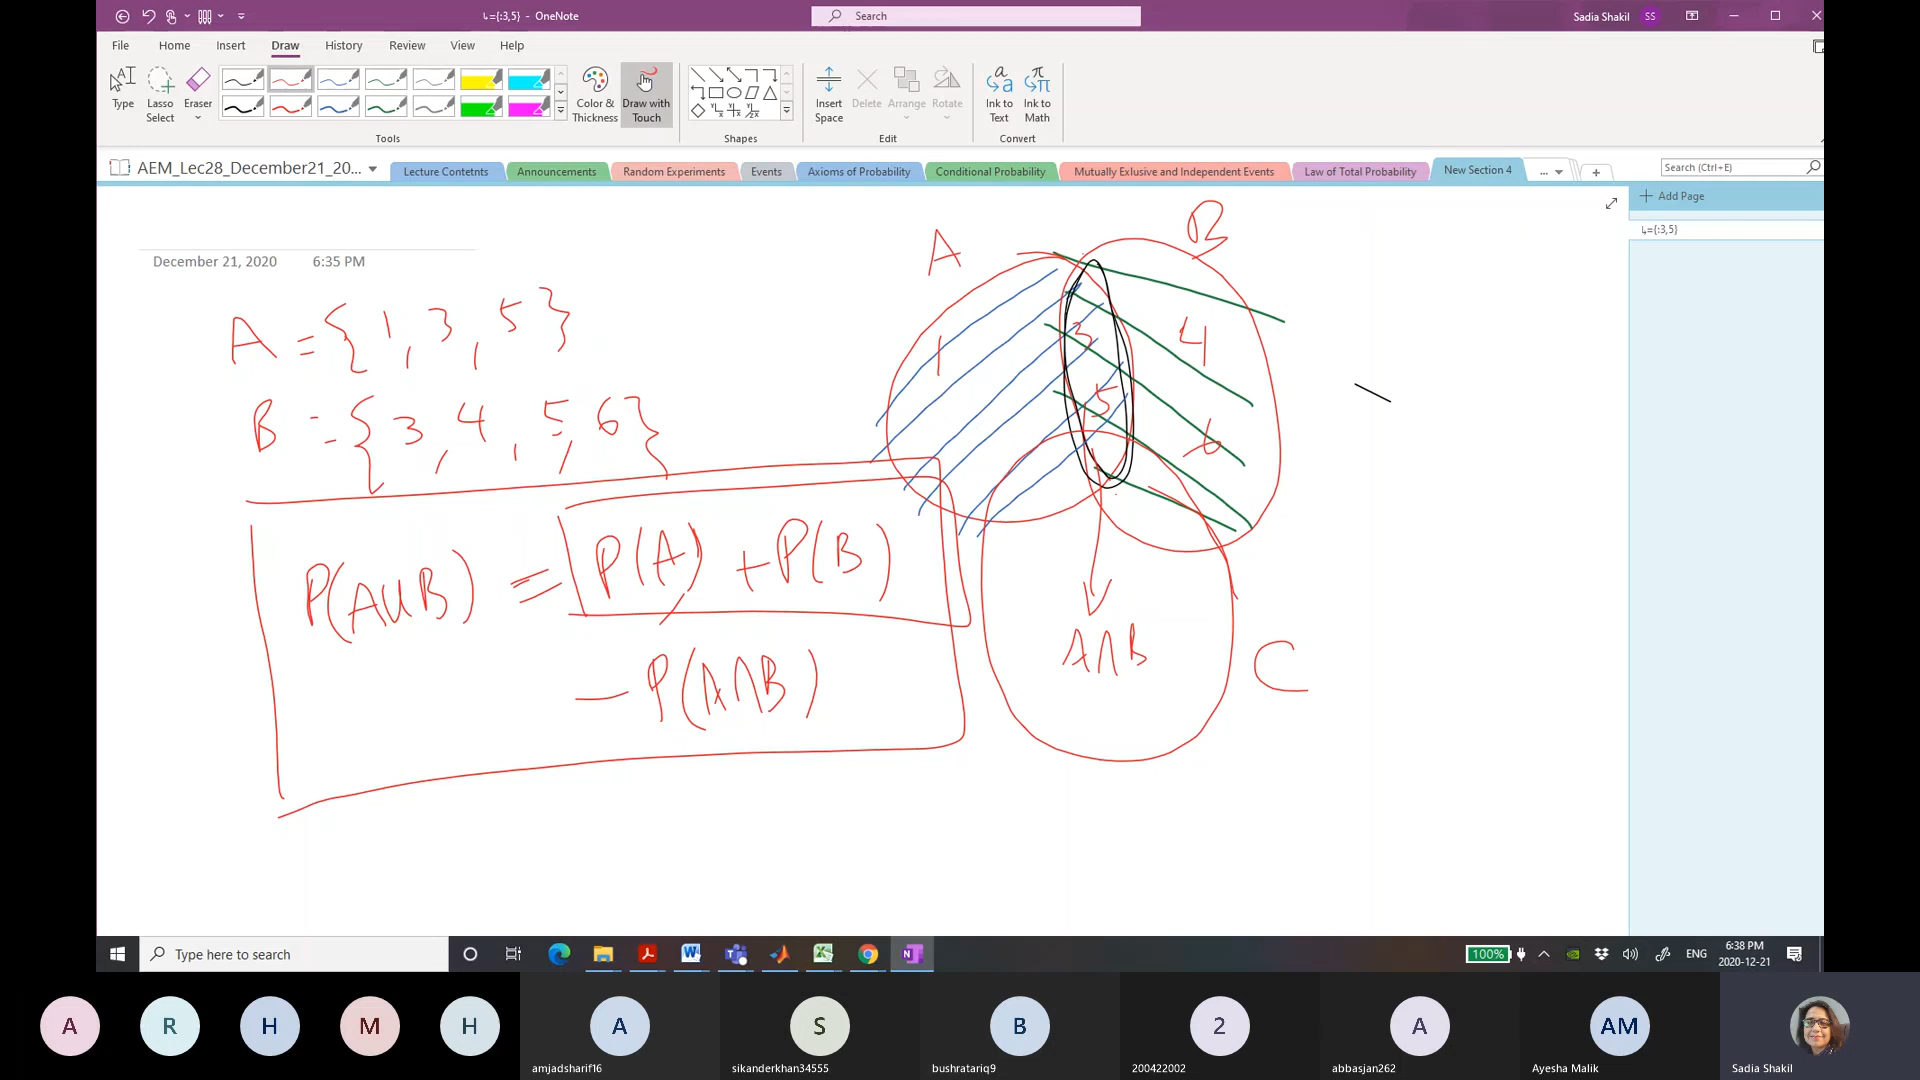 ↳={:3,5} - OneNote
Search
Sadia Shakil SS
File Home Insert Draw History Review View Help
Type
Lasso Select
Eraser
Color & Thickness
Draw with Touch
Insert Space
Delete
Arrange
Rotate
Ink to Text
Ink to Math
Tools
Shapes
Edit
Convert
AEM_Lec28_December21_20...
Lecture Contetnts
Announcements
Random Experiments
Events
Axioms of Probability
Conditional Probability
Mutually Exlusive and Independent Events
Law of Total Probability
New Section 4
...
Search (Ctrl+E)
Add Page
↳={:3,5}
December 21, 2020 6:35 PM
A = {1, 3, 5}
B = {3, 4, 5, 6}
P(A∪B) = P(A) + P(B)
− P(A∩B)
A
B
1
3
4
5
6
A∩B
C
Type here to search
100%
ENG
6:38 PM
2020-12-21
A
R
H
M
H
A
amjadsharif16
S
sikanderkhan34555
B
bushratariq9
2
200422002
A
abbasjan262
AM
Ayesha Malik
Sadia Shakil